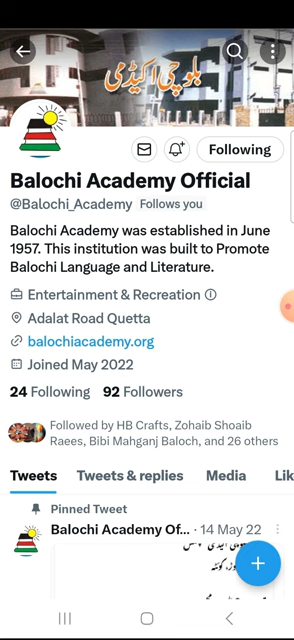 بلوچی اکیڈمی
Following
Balochi Academy Official
@Balochi_Academy Follows you
Balochi Academy was established in June
1957. This institution was built to Promote
Balochi Language and Literature.
Entertainment & Recreation
Adalat Road Quetta
balochiacademy.org
Joined May 2022
24 Following 92 Followers
Followed by HB Crafts, Zohaib Shoaib
Raees, Bibi Mahganj Baloch, and 26 others
Tweets Tweets & replies Media Lik
Pinned Tweet
Balochi Academy Of... · 14 May 22